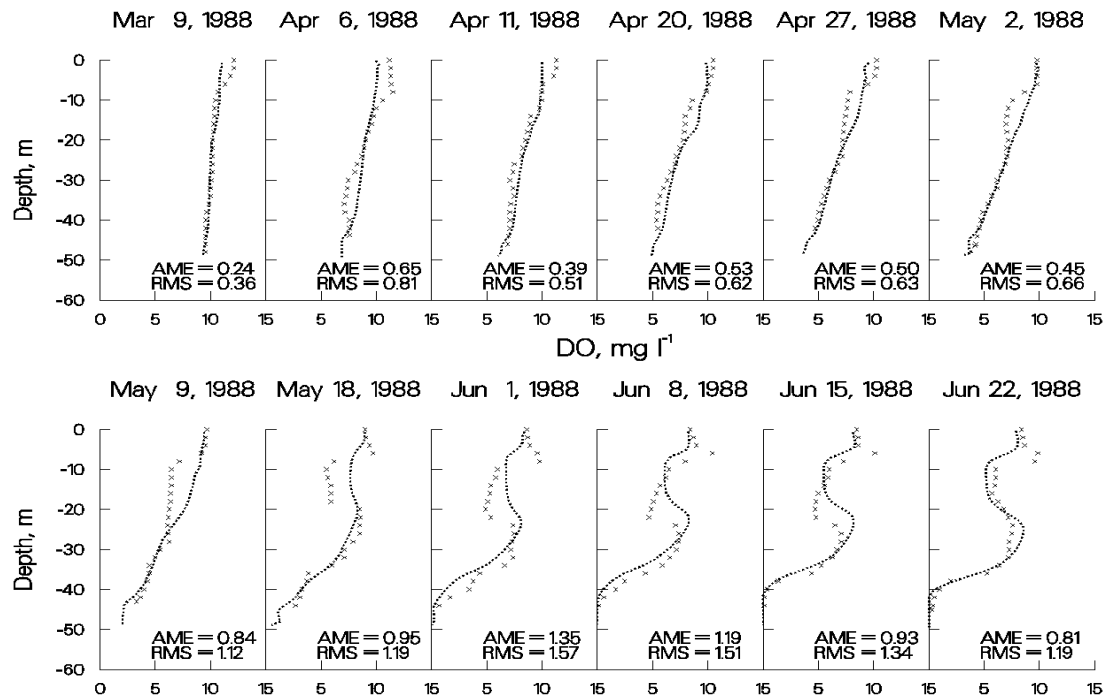 Mar 9, 1988 Apr 6, 1988 Apr 11, 1988 Apr 20, 1988 Apr 27, 1988 May 2, 1988
0
-10
-20
Depth, m
-30
-40
-50
AME = 0.24 AME = 0.65 AME = 0.39 AME = 0.53 AME = 0.50 AME = 0.45
RMS = 0.36 RMS = 0.81 RMS = 0.51 RMS = 0.62 RMS = 0.63 RMS = 0.66
-60
0 5 10 15 5 10 15 5 10 15 5 10 15 5 10 15 5 10 15
DO, mg l⁻¹
May 9, 1988 May 18, 1988 Jun 1, 1988 Jun 8, 1988 Jun 15, 1988 Jun 22, 1988
0
-10
-20
Depth, m
-30
-40
-50
AME = 0.84 AME = 0.95 AME = 1.35 AME = 1.19 AME = 0.93 AME = 0.81
RMS = 1.12 RMS = 1.19 RMS = 1.57 RMS = 1.51 RMS = 1.34 RMS = 1.19
-60
0 5 10 15 5 10 15 5 10 15 5 10 15 5 10 15 5 10 15